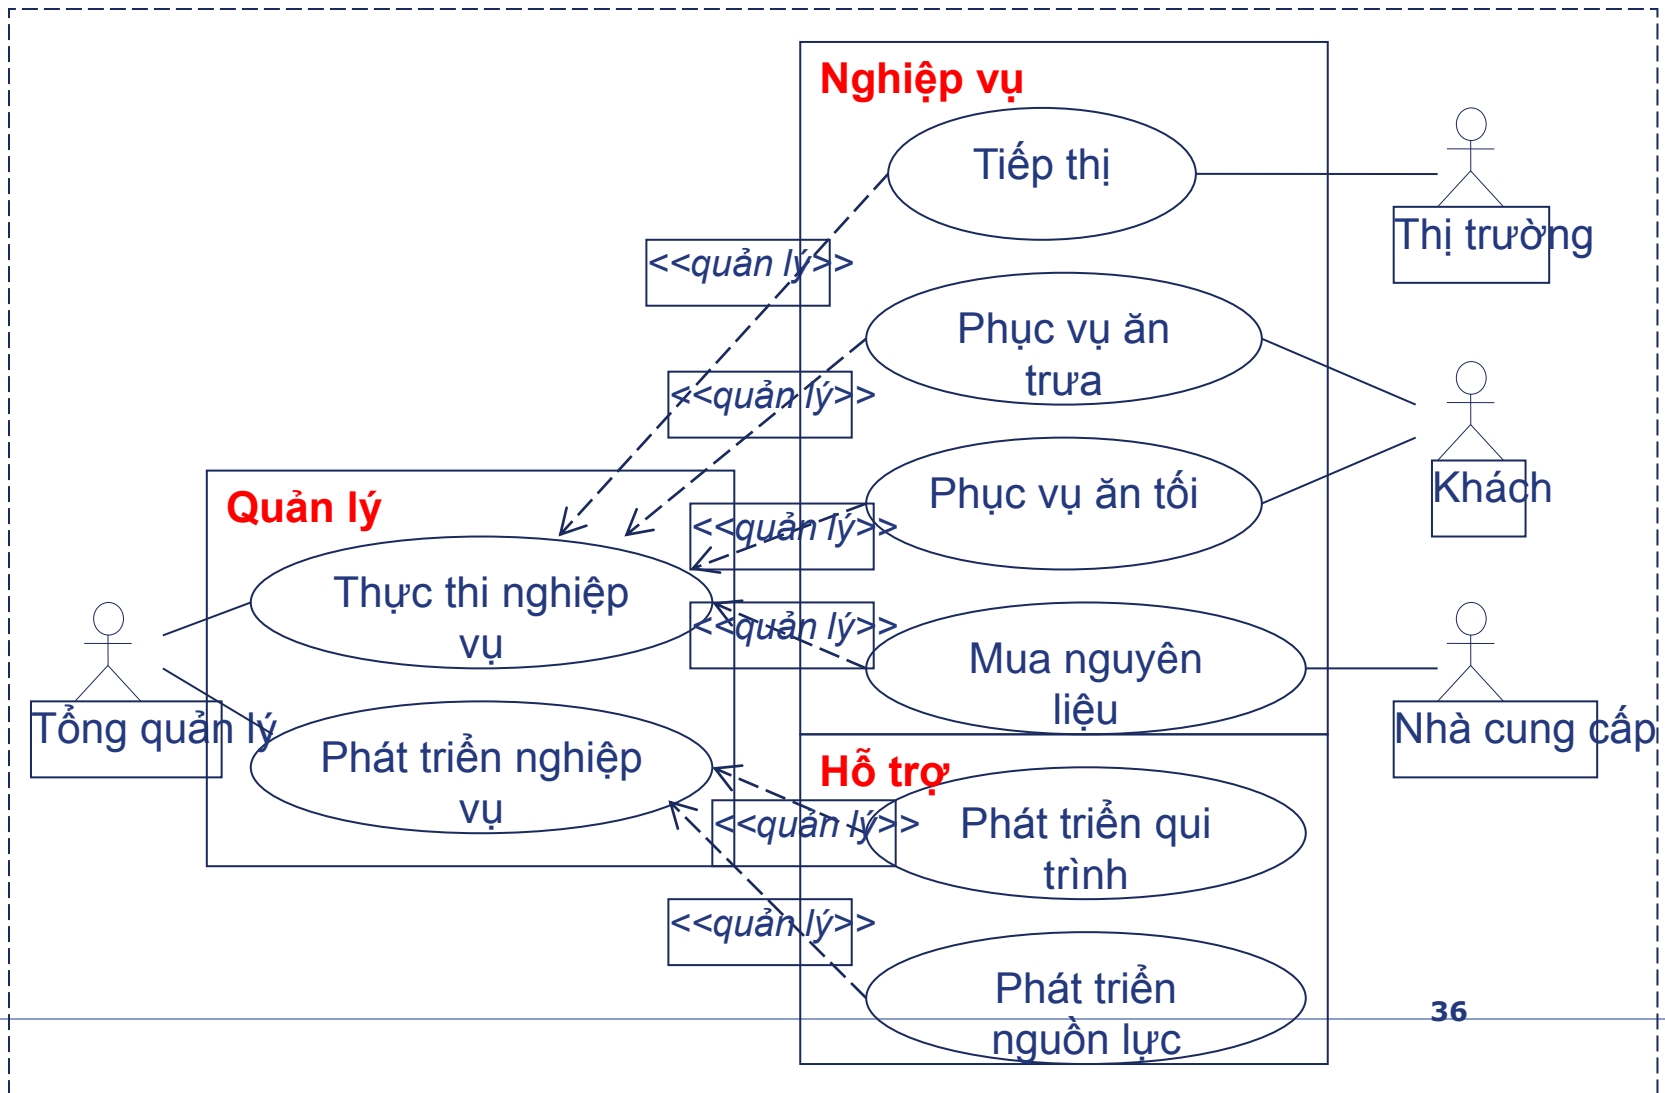 Nghiệp vụ
Tiếp thị
Thị trường
<<quản lý>>
Phục vụ ăn
trưa
<<quản lý>>
Khách
Phục vụ ăn tối
Quản lý
<<quản lý>>
Thực thi nghiệp
vụ
<<quản lý>>
Mua nguyên
liệu
Tổng quản lý
Nhà cung cấp
Phát triển nghiệp
vụ
Hỗ trợ
<<quản lý>>
Phát triển qui
trình
<<quản lý>>
Phát triển
nguồn lực
36